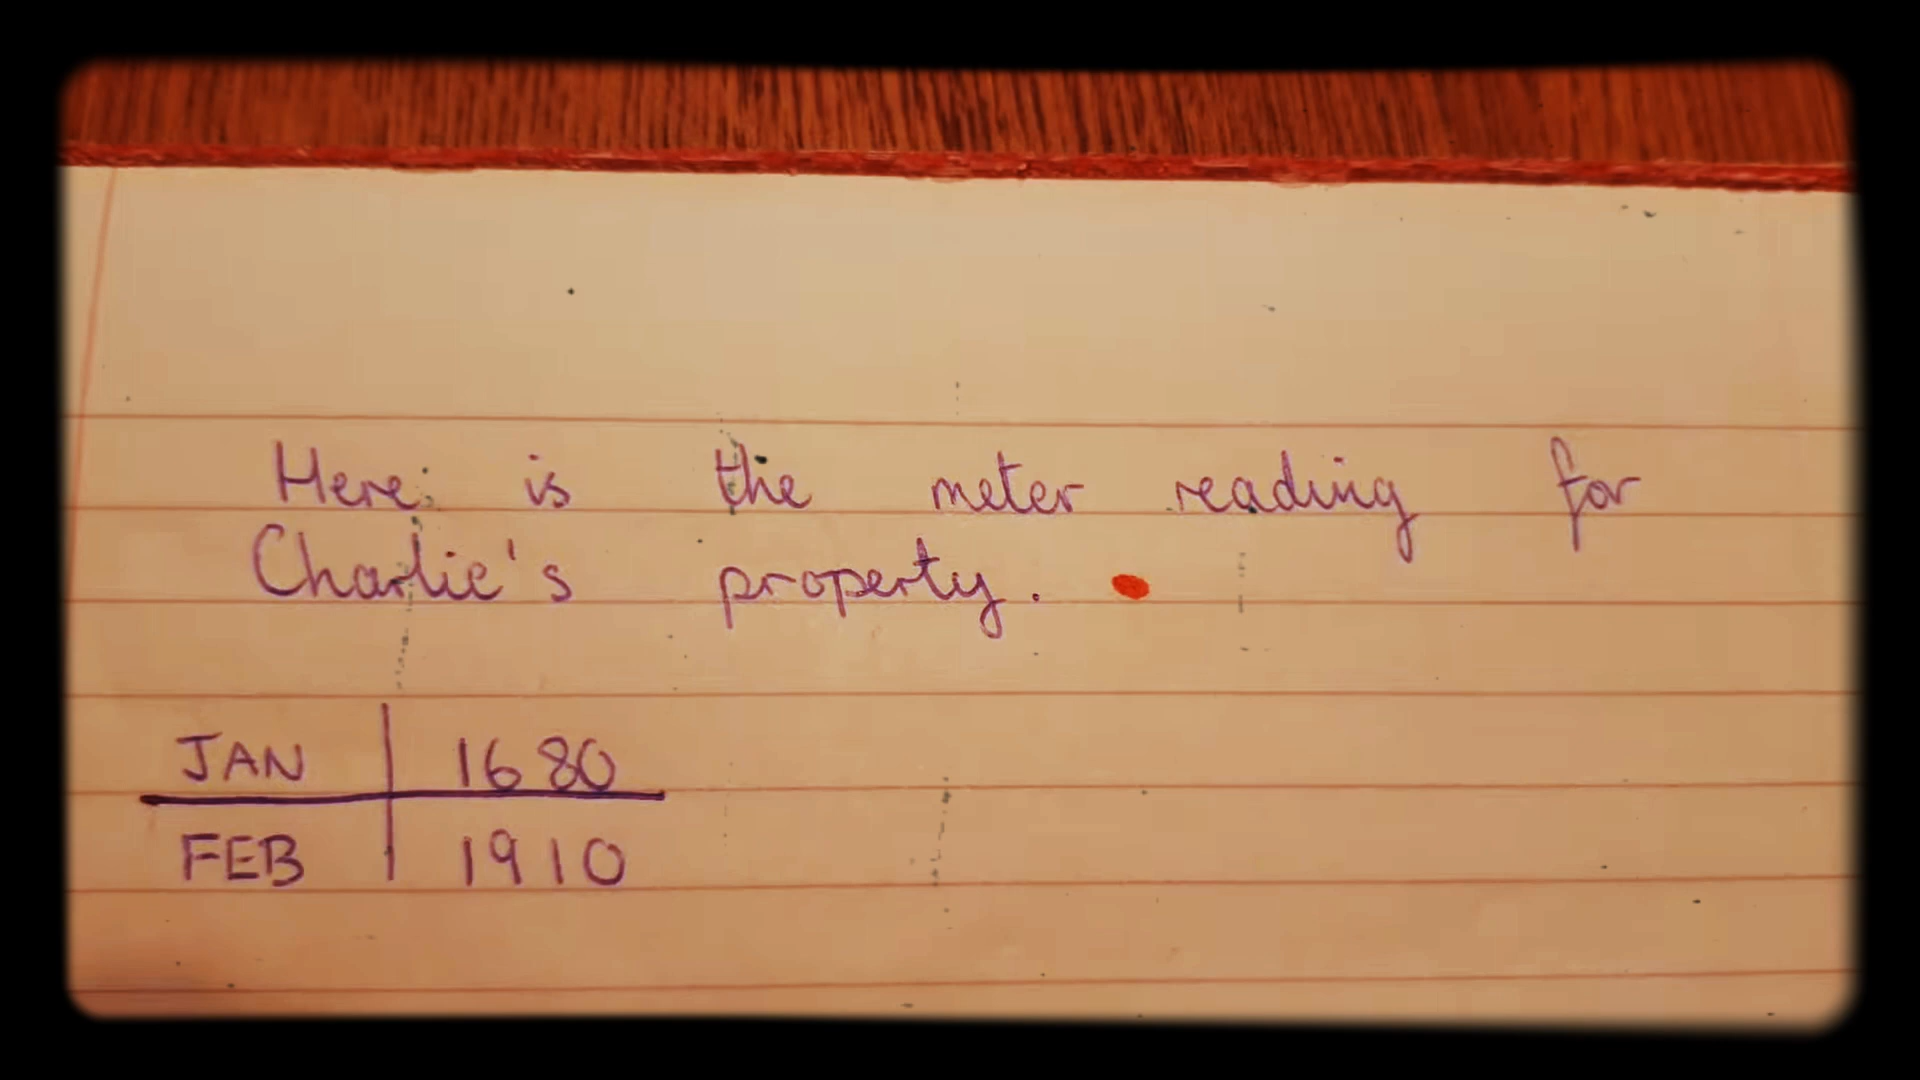 Here is the meter reading for
Charlie's property.
JAN 1680
FEB 1910